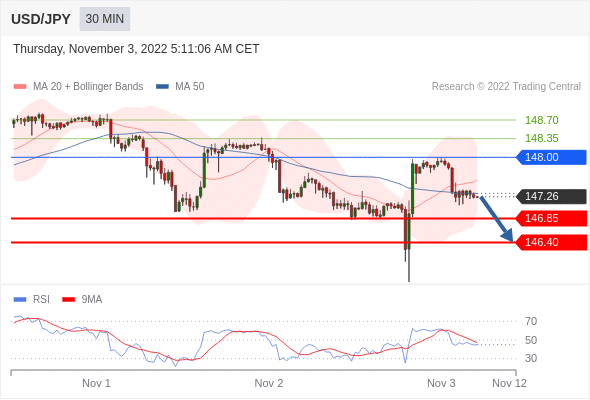 USD/JPY 30 MIN
Thursday, November 3, 2022 5:11:06 AM CET
MA 20 + Bollinger Bands MA 50 Research © 2022 Trading Central
148.70
148.35
148.00
147.26
146.85
146.40
RSI 9MA
70
50
30
Nov 1 Nov 2 Nov 3 Nov 12